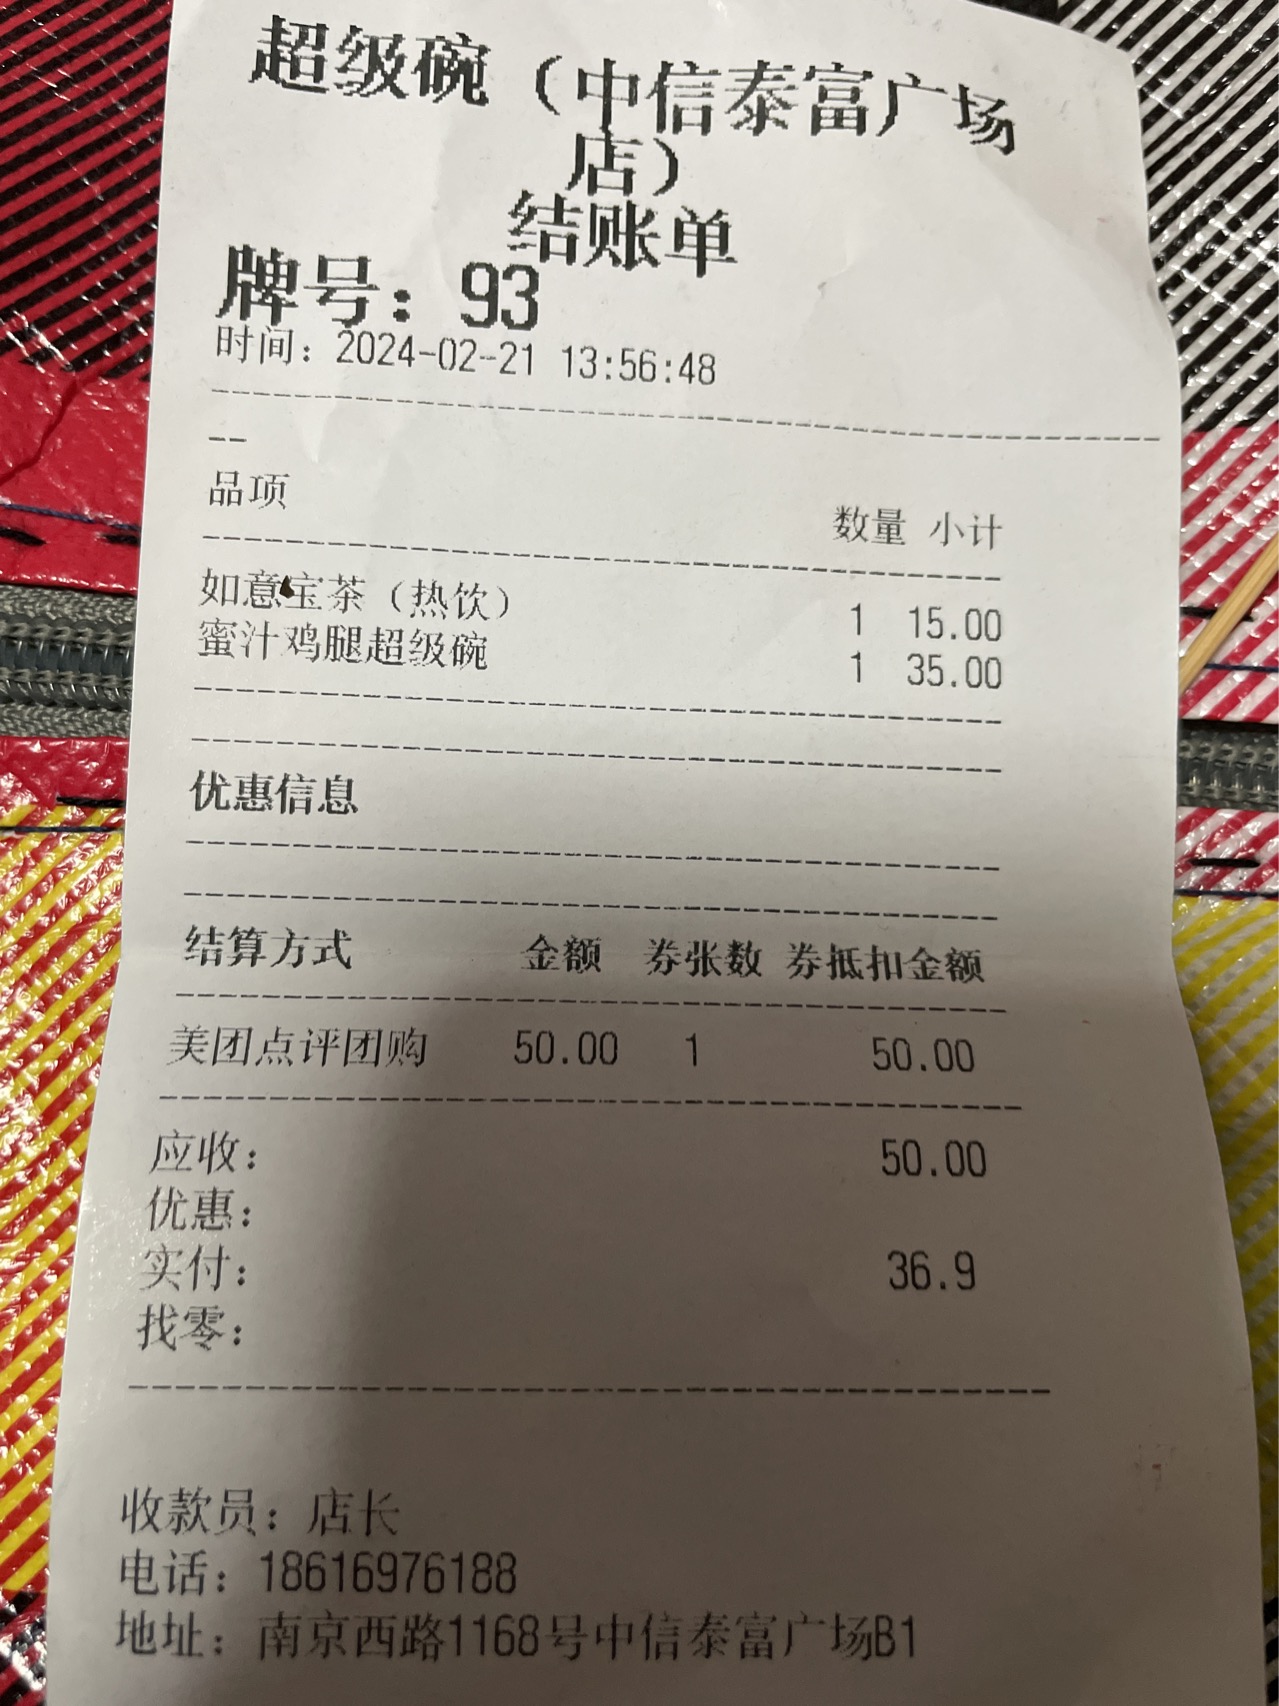 超级碗（中信泰富广场
店）
结账单
牌号：93
时间：2024-02-21 13:56:48
--
品项 数量 小计
如意宝茶（热饮） 1 15.00
蜜汁鸡腿超级碗 1 35.00
优惠信息
结算方式 金额 券张数 券抵扣金额
美团点评团购 50.00 1 50.00
应收： 50.00
优惠：
实付： 36.9
找零：
收款员：店长
电话：18616976188
地址：南京西路1168号中信泰富广场B1